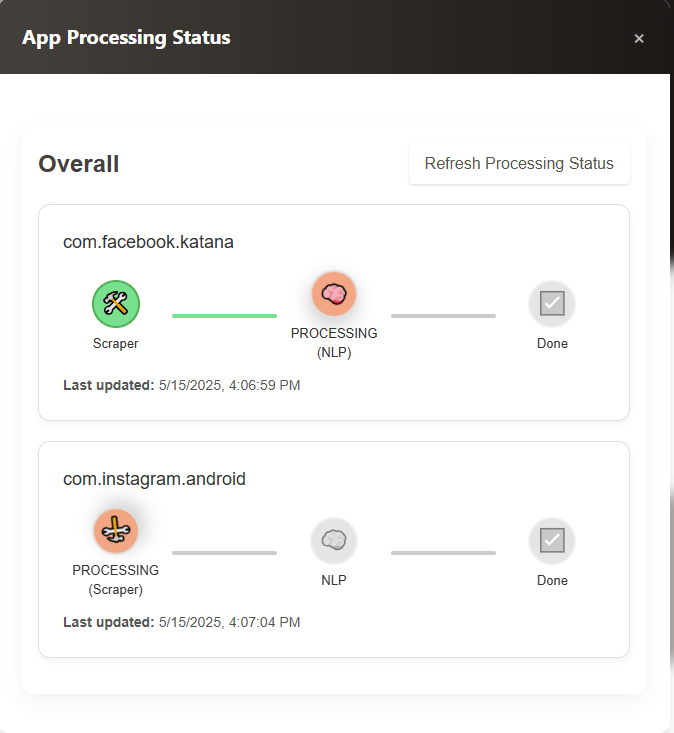 App Processing Status
×
Overall
Refresh Processing Status
com.facebook.katana
Scraper
PROCESSING
(NLP)
Done
Last updated: 5/15/2025, 4:06:59 PM
com.instagram.android
PROCESSING
(Scraper)
NLP
Done
Last updated: 5/15/2025, 4:07:04 PM